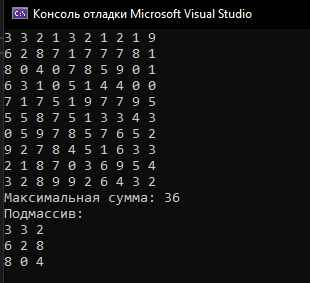 Консоль отладки Microsoft Visual Studio
3 3 2 1 3 2 1 2 1 9
6 2 8 7 1 7 7 7 8 1
8 0 4 0 7 8 5 9 0 1
6 3 1 0 5 1 4 4 0 0
7 1 7 5 1 9 7 7 9 5
5 5 8 7 5 1 3 3 4 3
0 5 9 7 8 5 7 6 5 2
9 2 7 8 4 5 1 6 3 3
2 1 8 7 0 3 6 9 5 4
3 2 8 9 9 2 6 4 3 2
Максимальная сумма: 36
Подмассив:
3 3 2
6 2 8
8 0 4